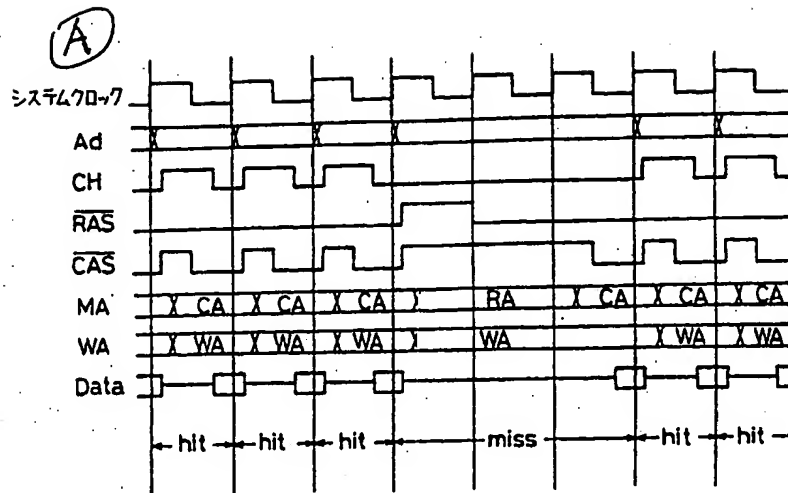 A
システムクロック
Ad
CH
RAS
CAS
MA CA CA CA RA CA CA CA
WA WA WA WA WA WA WA
Data
hit hit hit miss hit hit